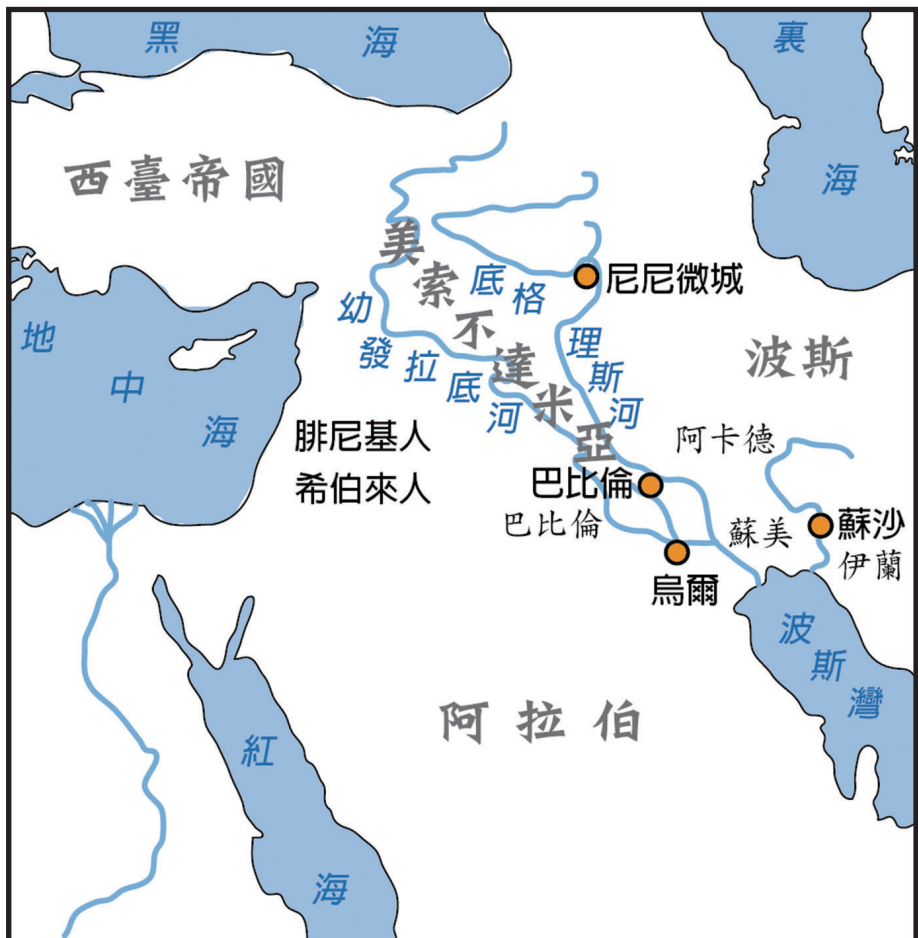 黑海
裏海
西臺帝國
美索不達米亞
底格理斯河
幼發拉底河
尼尼微城
地中海
波斯
腓尼基人
希伯來人
阿卡德
巴比倫
巴比倫
蘇美
蘇沙
伊蘭
烏爾
波斯灣
阿拉伯
紅海